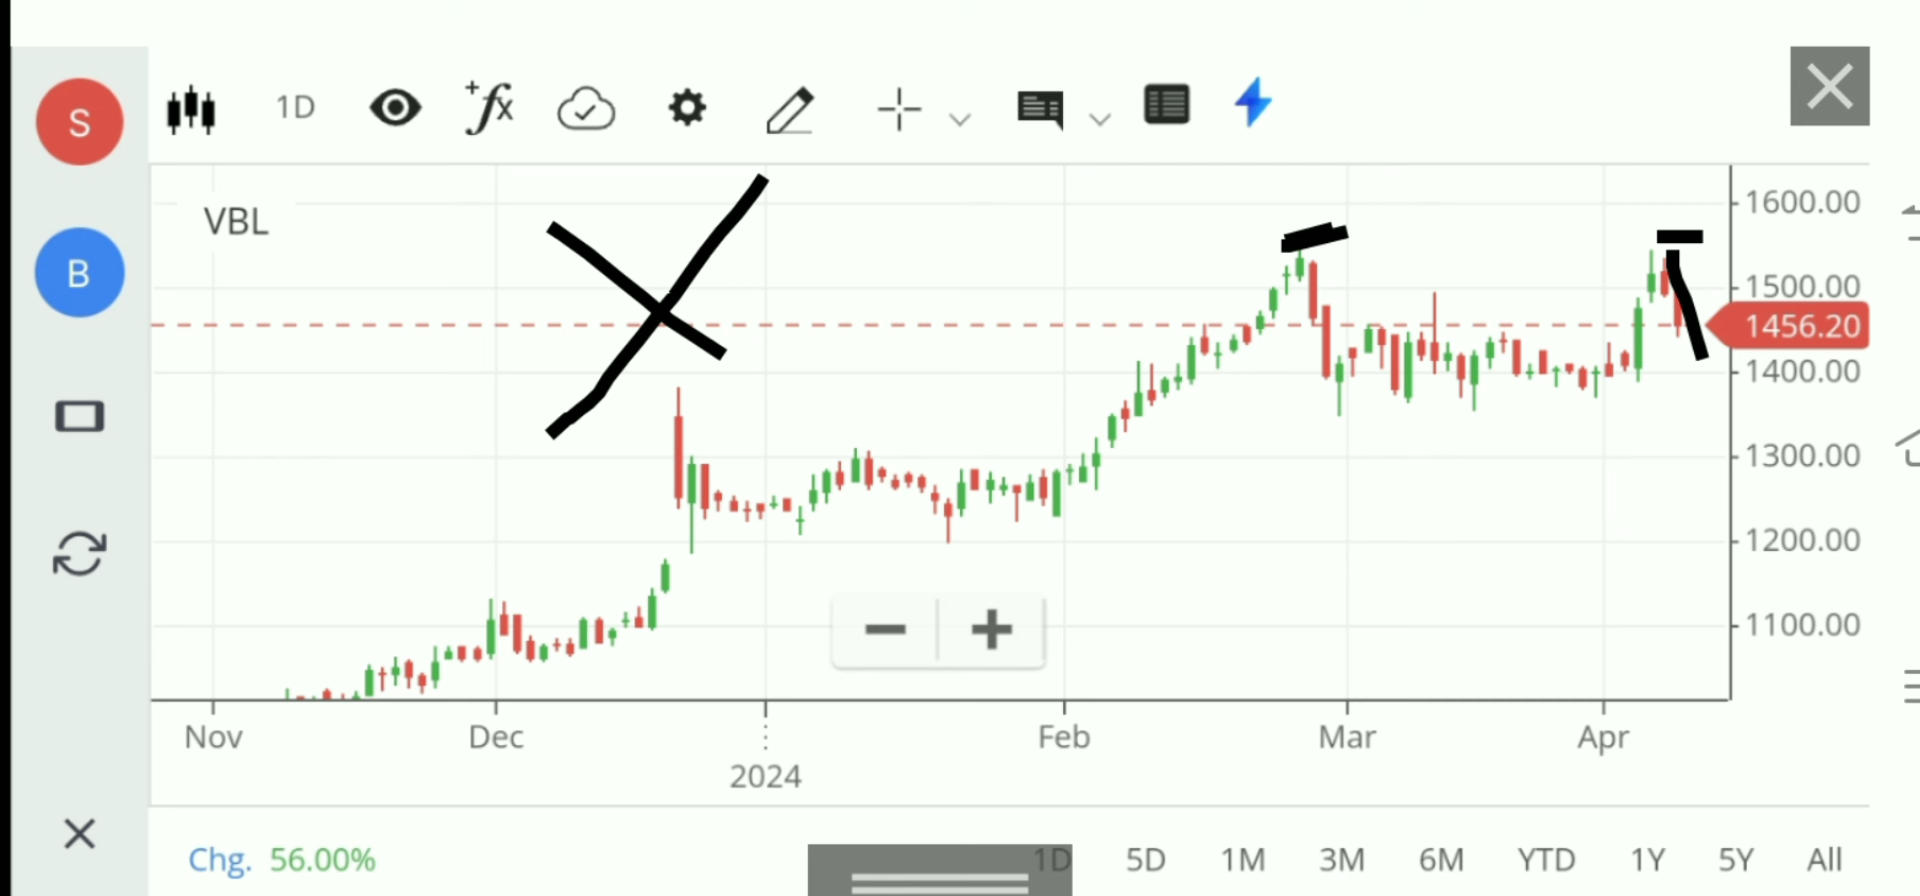 S
1D
fx
B
VBL
1600.00
1500.00
1456.20
1400.00
1300.00
1200.00
1100.00
Nov Dec Feb Mar Apr
2024
Chg. 56.00% 1D 5D 1M 3M 6M YTD 1Y 5Y All